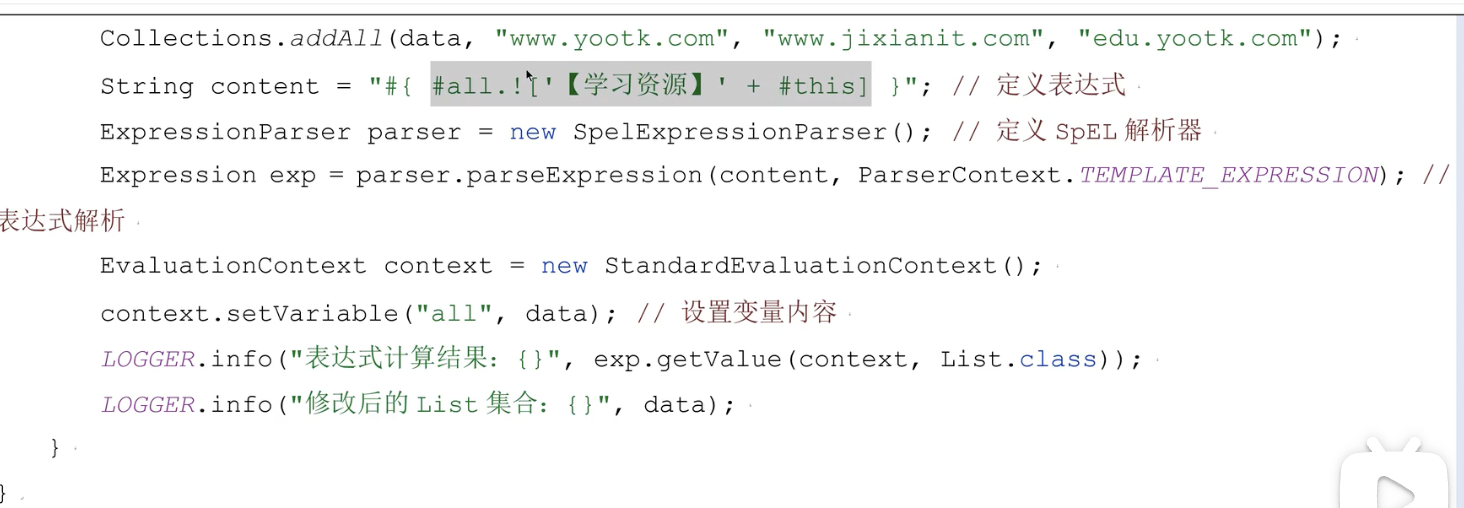 Collections.addAll(data, "www.yootk.com", "www.jixianit.com", "edu.yootk.com");
String content = "#{ #all.!['【学习资源】' + #this] }"; // 定义表达式
ExpressionParser parser = new SpelExpressionParser(); // 定义 SpEL 解析器
Expression exp = parser.parseExpression(content, ParserContext.TEMPLATE_EXPRESSION); //
表达式解析
EvaluationContext context = new StandardEvaluationContext();
context.setVariable("all", data); // 设置变量内容
LOGGER.info("表达式计算结果：{}", exp.getValue(context, List.class));
LOGGER.info("修改后的 List 集合：{}", data);
}
}